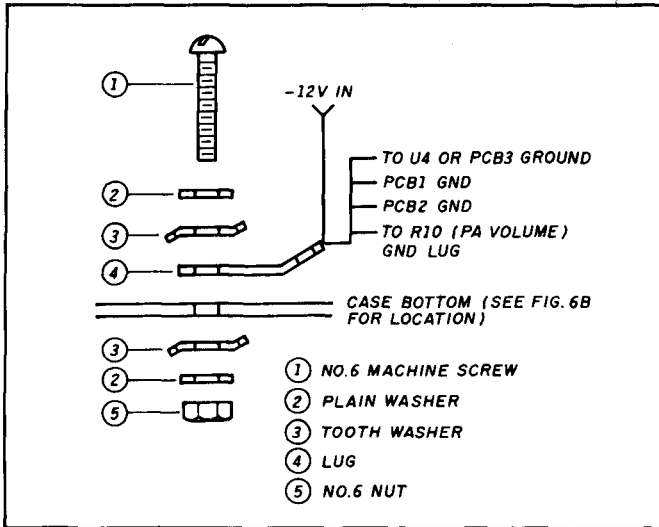 ①
-12V IN
TO U4 OR PCB3 GROUND
PCB1 GND
②
PCB2 GND
③
TO R10 (PA VOLUME)
GND LUG
④
CASE BOTTOM (SEE FIG. 6B
FOR LOCATION)
③
②
⑤
① NO.6 MACHINE SCREW
② PLAIN WASHER
③ TOOTH WASHER
④ LUG
⑤ NO.6 NUT